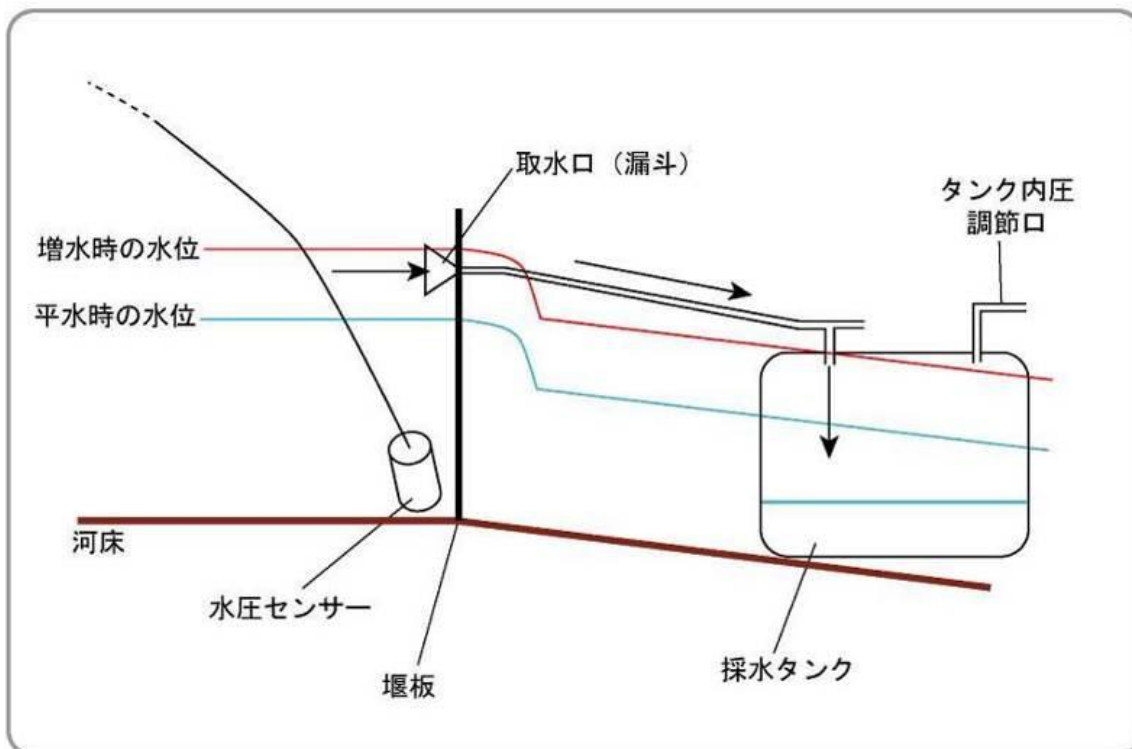 取水口（漏斗）
タンク内圧
調節口
増水時の水位
平水時の水位
河床
水圧センサー
堰板
採水タンク